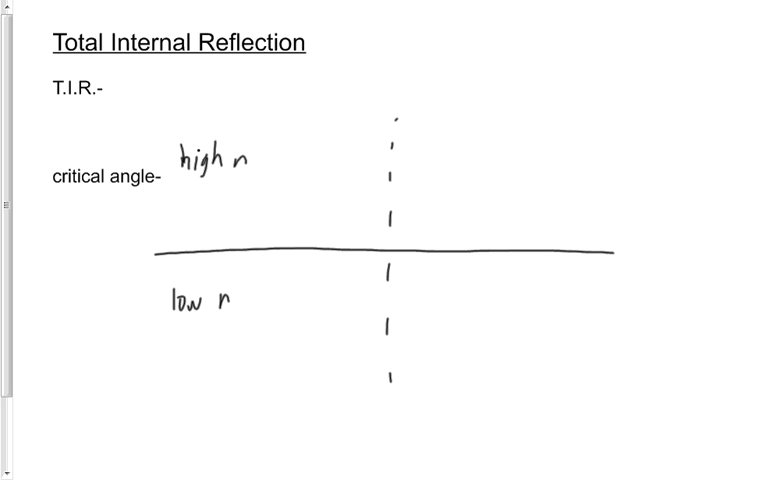 Total Internal Reflection
T.I.R.-
high n
critical angle-
low n